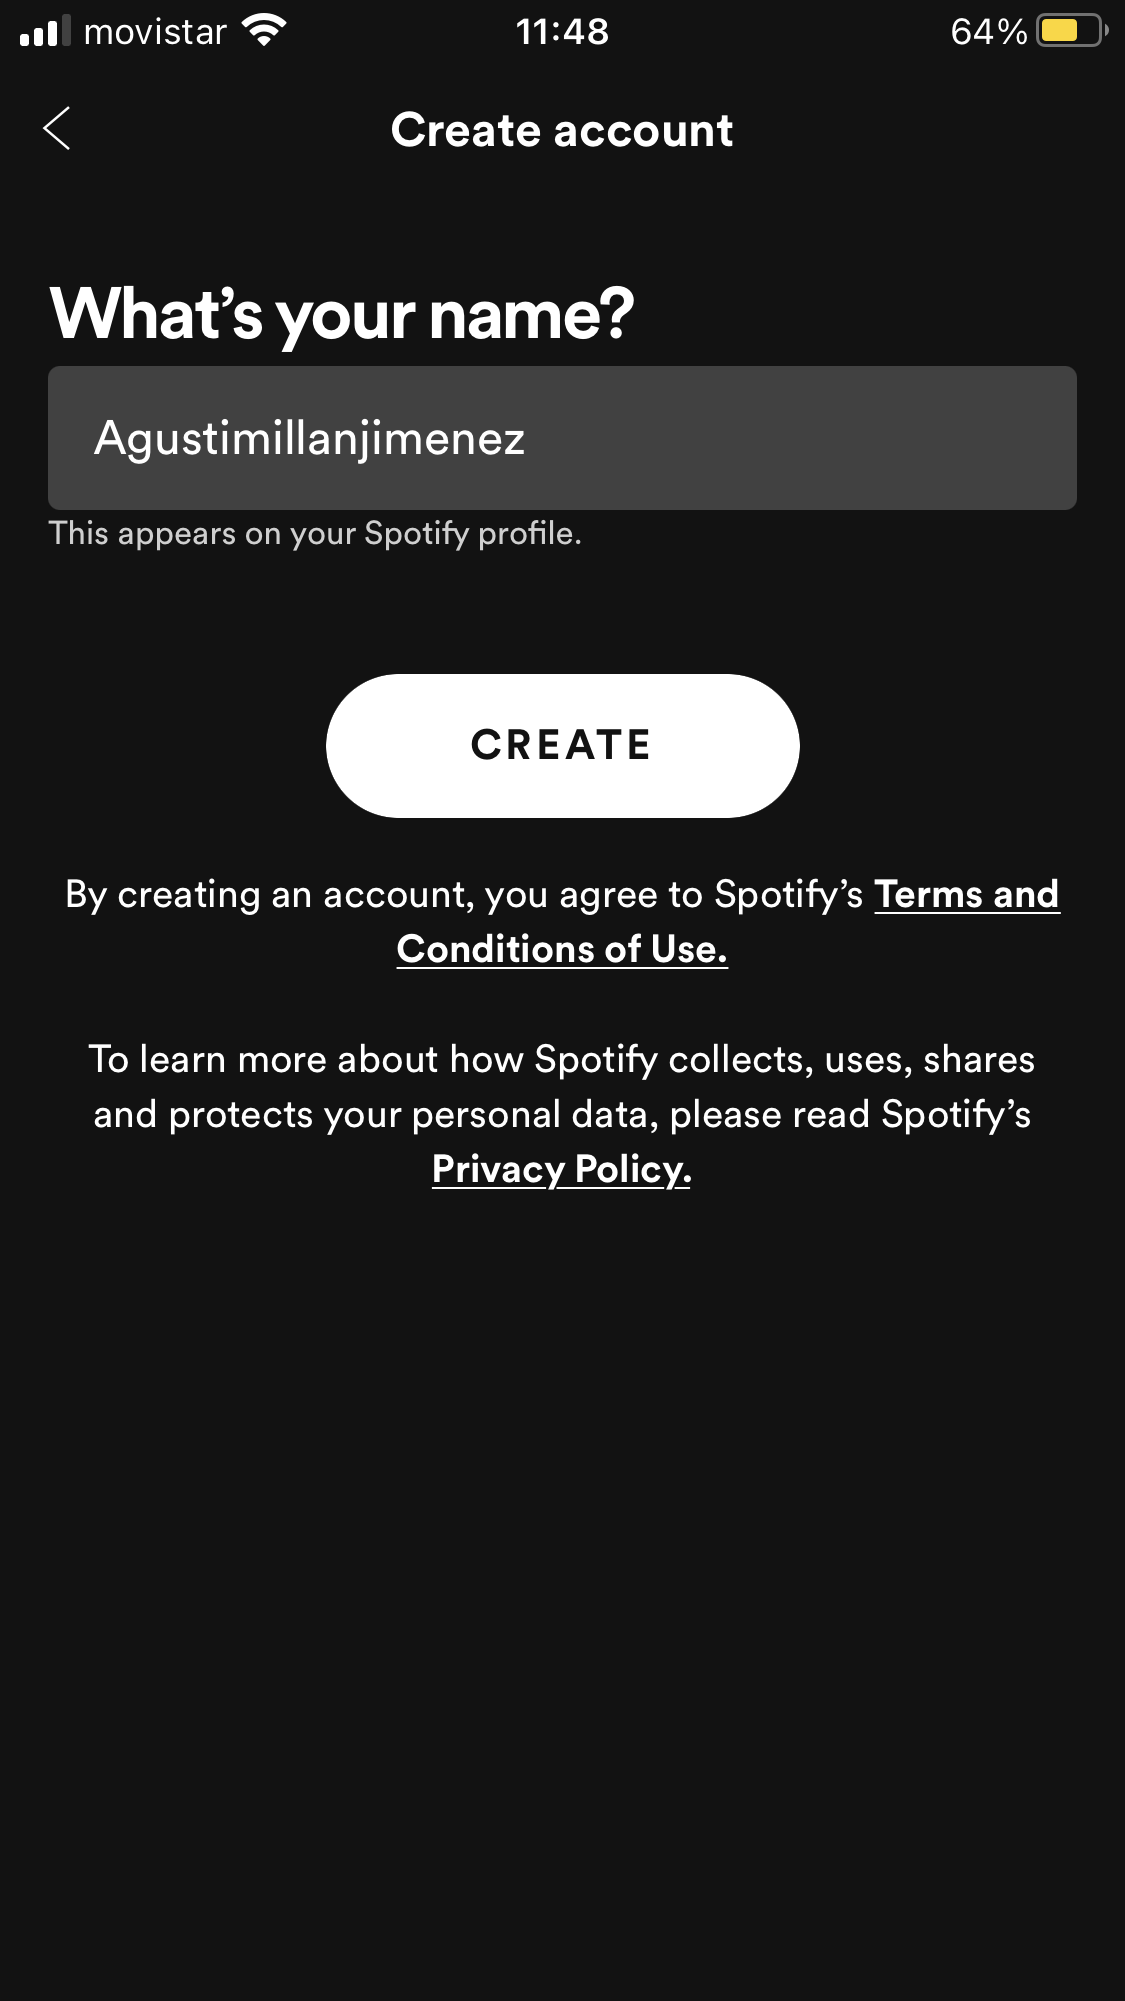 movistar 11:48 64%
Create account
What’s your name?
Agustimillanjimenez
This appears on your Spotify profile.
CREATE
By creating an account, you agree to Spotify’s Terms and
Conditions of Use.
To learn more about how Spotify collects, uses, shares
and protects your personal data, please read Spotify’s
Privacy Policy.